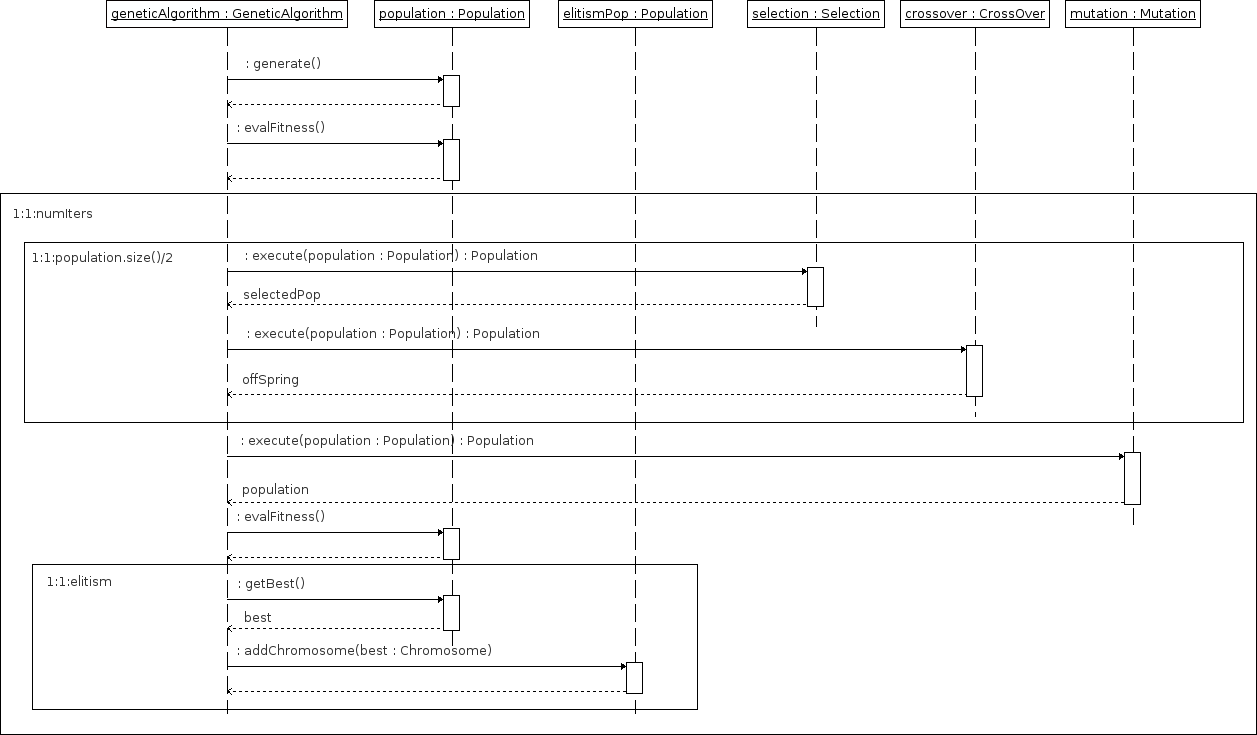 geneticAlgorithm : GeneticAlgorithm
population : Population
elitismPop : Population
selection : Selection
crossover : CrossOver
mutation : Mutation
: generate()
: evalFitness()
1:1:numIters
1:1:population.size()/2
: execute(population : Population) : Population
selectedPop
: execute(population : Population) : Population
offSpring
: execute(population : Population) : Population
population
: evalFitness()
1:1:elitism
: getBest()
best
: addChromosome(best : Chromosome)